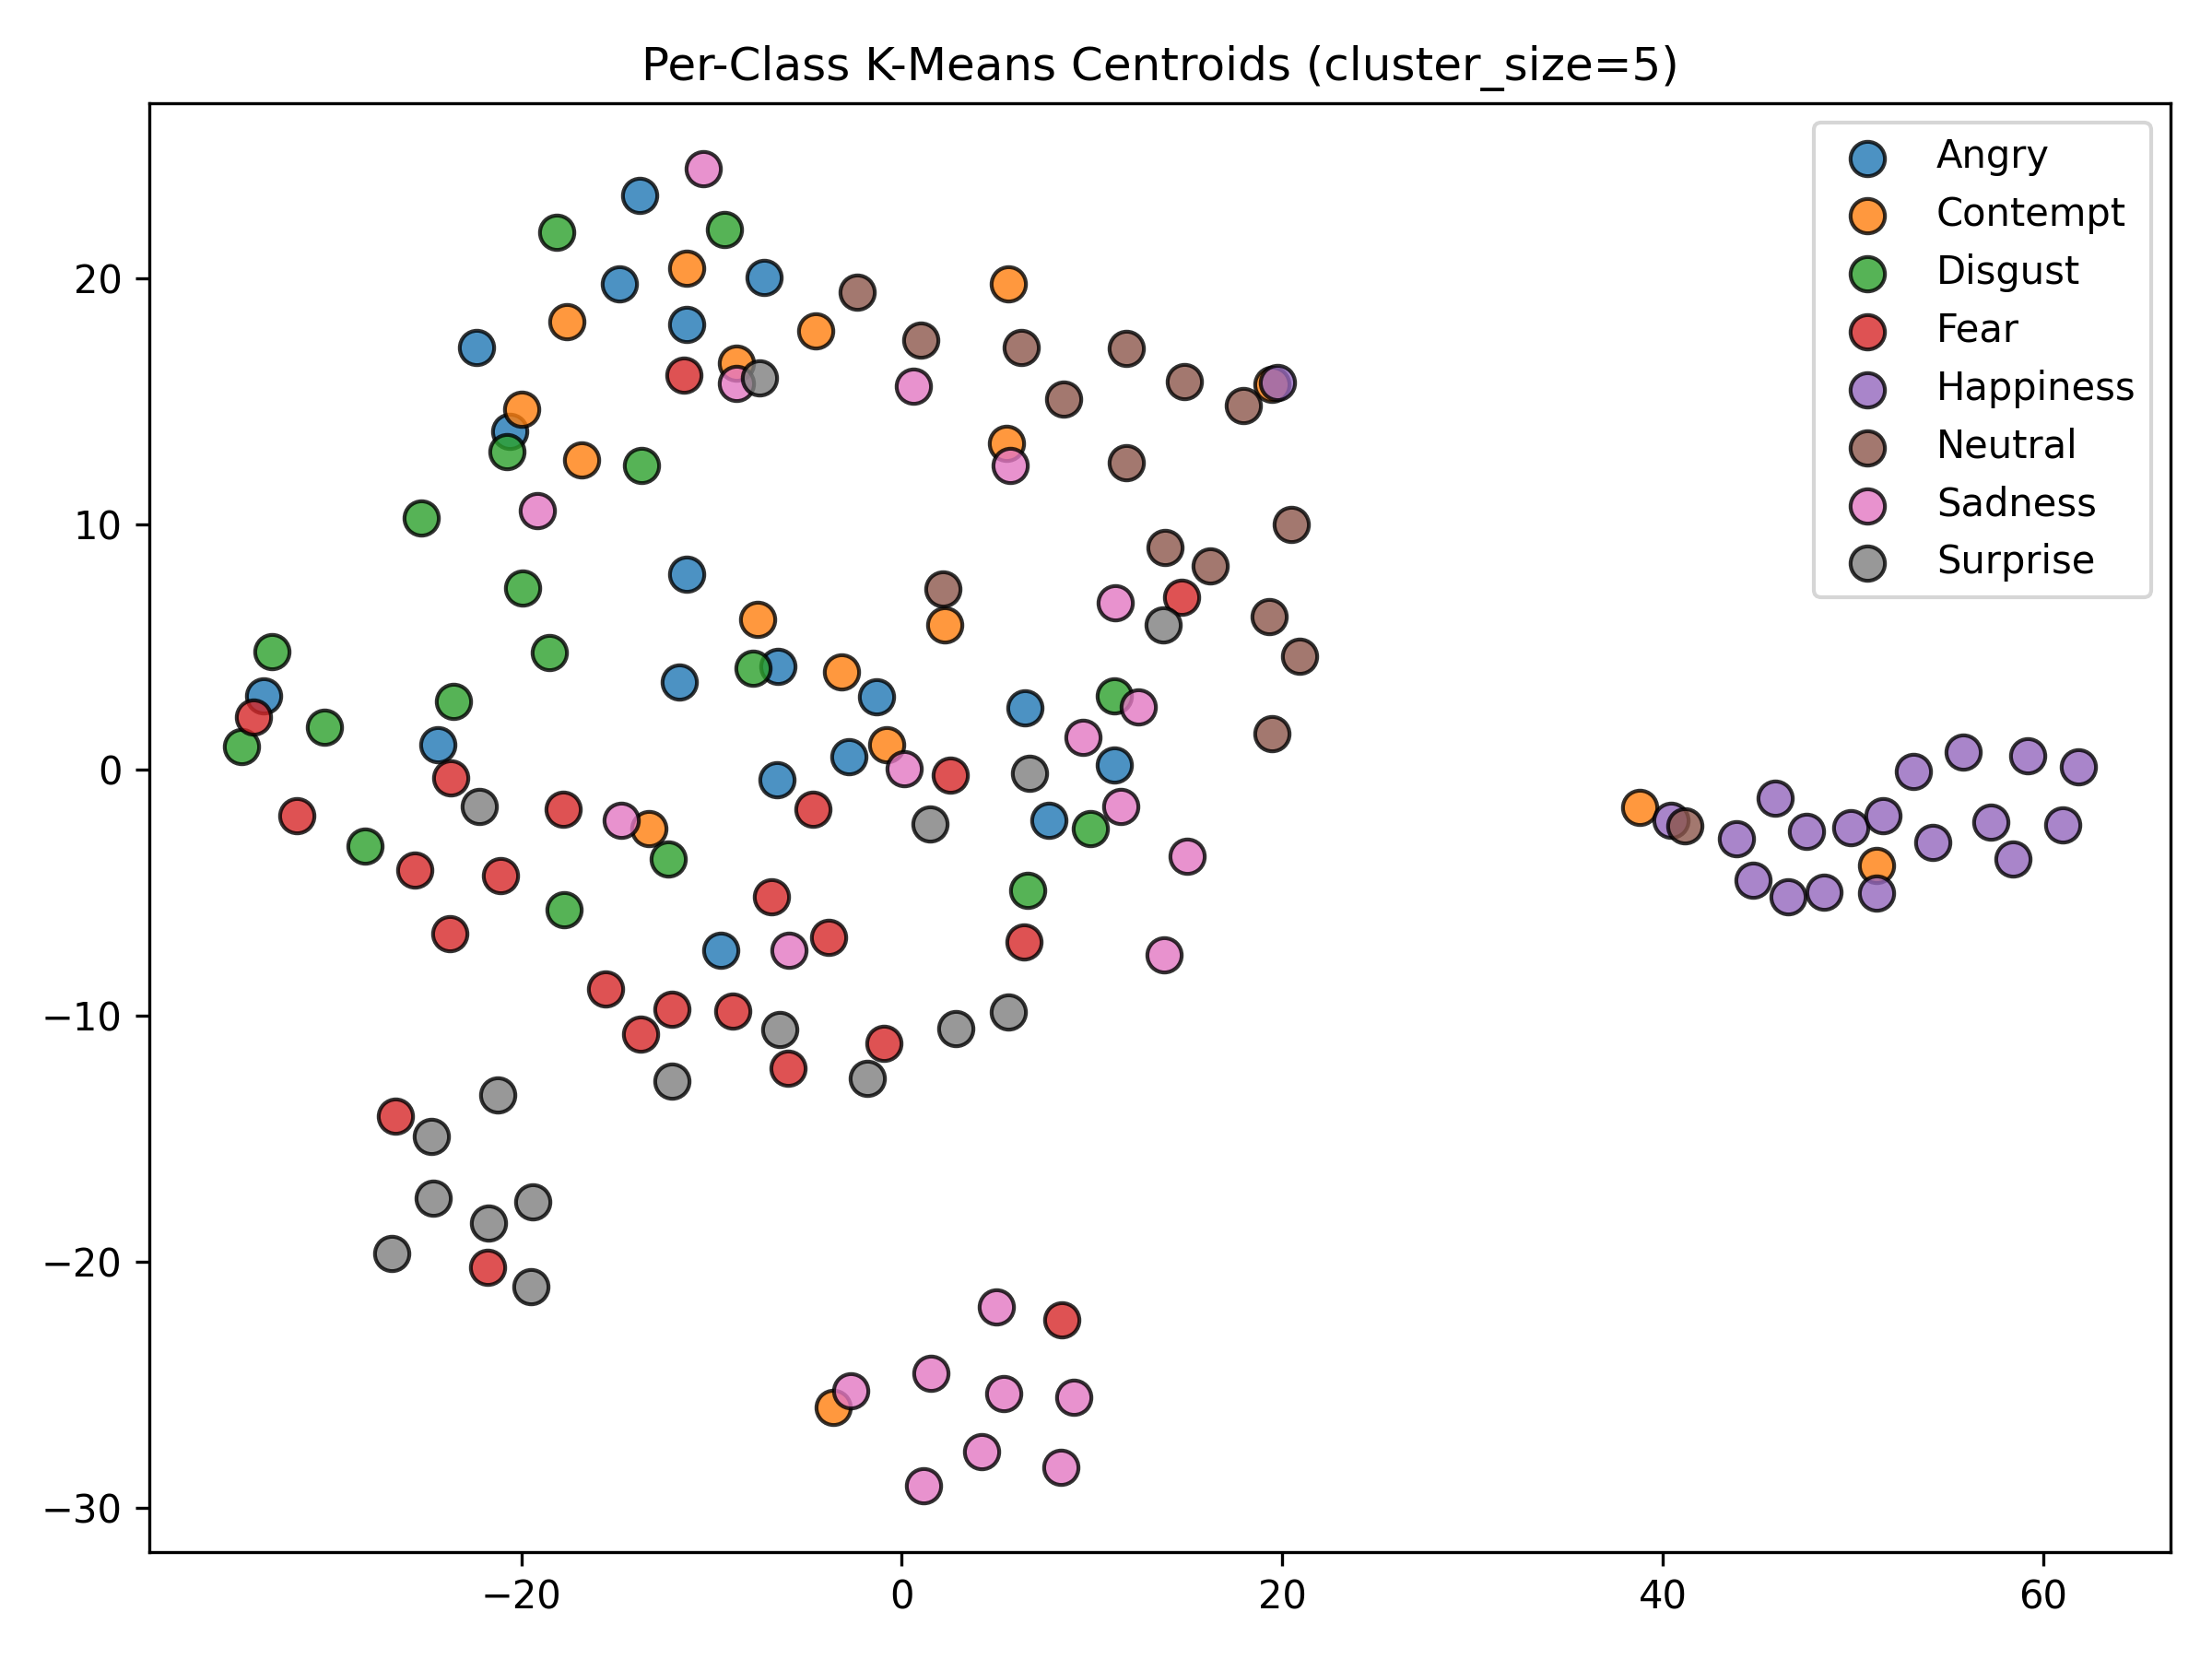 Per-Class K-Means Centroids (cluster_size=5)
Angry
Contempt
Disgust
Fear
Happiness
Neutral
Sadness
Surprise
20
10
0
−10
−20
−30
−20 0 20 40 60